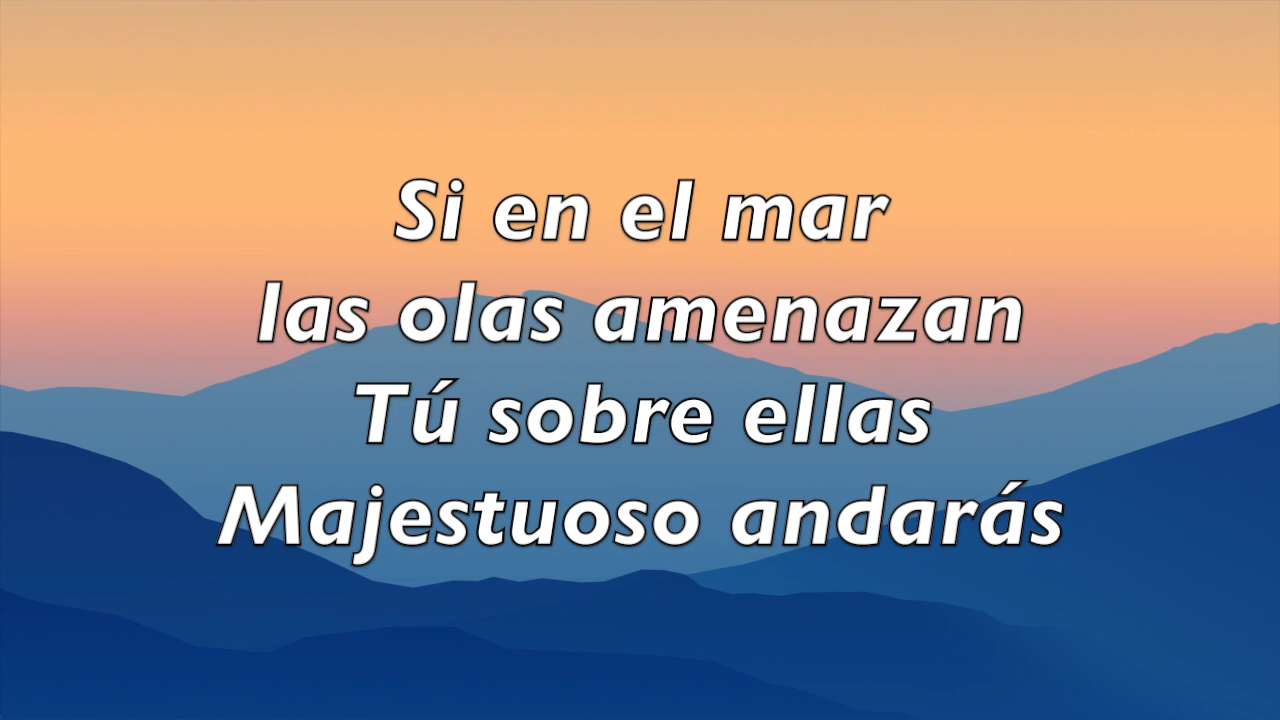 Si en el mar
las olas amenazan
Tú sobre ellas
Majestuoso andarás